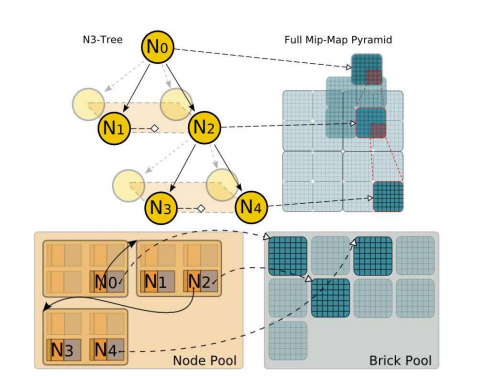 N3-Tree
Full Mip-Map Pyramid
N0
N1
N2
N3
N4
N0
N1
N2
N3
N4
Node Pool
Brick Pool